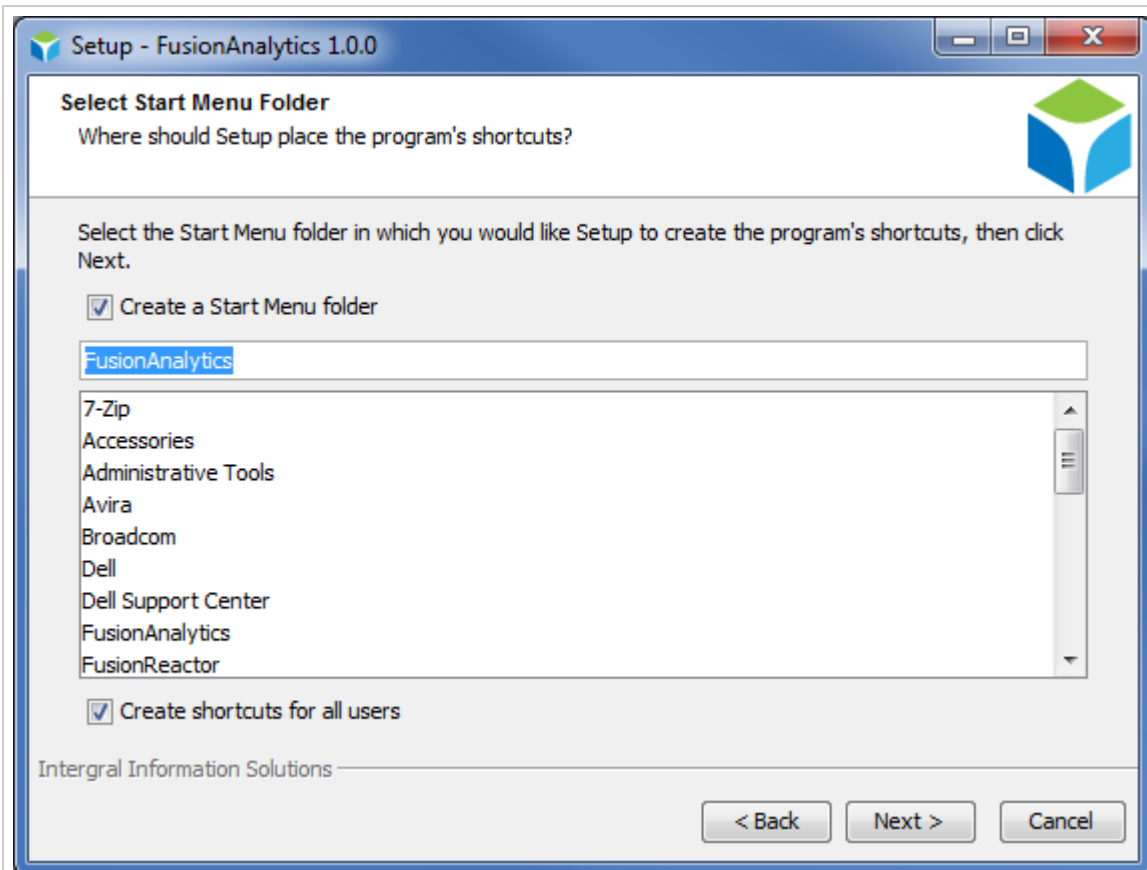 Setup - FusionAnalytics 1.0.0
Select Start Menu Folder
Where should Setup place the program's shortcuts?
Select the Start Menu folder in which you would like Setup to create the program's shortcuts, then click
Next.
Create a Start Menu folder
FusionAnalytics
7-Zip
Accessories
Administrative Tools
Avira
Broadcom
Dell
Dell Support Center
FusionAnalytics
FusionReactor
Create shortcuts for all users
Intergral Information Solutions
< Back Next > Cancel